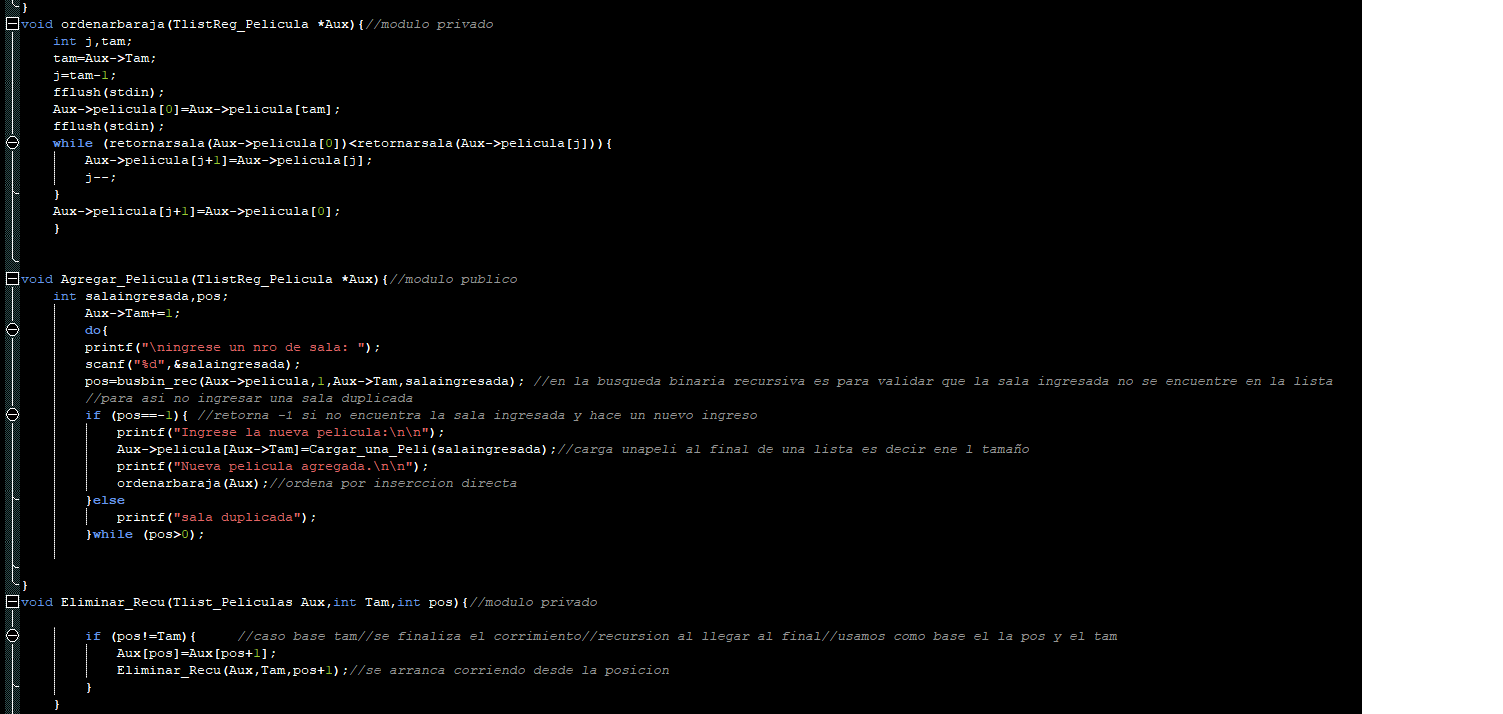 }
void ordenarbaraja(TlistReg_Pelicula *Aux){//modulo privado
int j,tam;
tam=Aux->Tam;
j=tam-1;
fflush(stdin);
Aux->pelicula[0]=Aux->pelicula[tam];
fflush(stdin);
while (retornarsala(Aux->pelicula[0])<retornarsala(Aux->pelicula[j])){
Aux->pelicula[j+1]=Aux->pelicula[j];
j--;
}
Aux->pelicula[j+1]=Aux->pelicula[0];
}
void Agregar_Pelicula(TlistReg_Pelicula *Aux){//modulo publico
int salaingresada,pos;
Aux->Tam+=1;
do{
printf("\ningrese un nro de sala: ");
scanf("%d",&salaingresada);
pos=busbin_rec(Aux->pelicula,1,Aux->Tam,salaingresada); //en la busqueda binaria recursiva es para validar que la sala ingresada no se encuentre en la lista
//para asi no ingresar una sala duplicada
if (pos==-1){ //retorna -1 si no encuentra la sala ingresada y hace un nuevo ingreso
printf("Ingrese la nueva pelicula:\n\n");
Aux->pelicula[Aux->Tam]=Cargar_una_Peli(salaingresada);//carga unapeli al final de una lista es decir ene l tamaño
printf("Nueva pelicula agregada.\n\n");
ordenarbaraja(Aux);//ordena por inserccion directa
}else
printf("sala duplicada");
}while (pos>0);
}
void Eliminar_Recu(Tlist_Peliculas Aux,int Tam,int pos){//modulo privado
if (pos!=Tam){ //caso base tam//se finaliza el corrimiento//recursion al llegar al final//usamos como base el la pos y el tam
Aux[pos]=Aux[pos+1];
Eliminar_Recu(Aux,Tam,pos+1);//se arranca corriendo desde la posicion
}
}